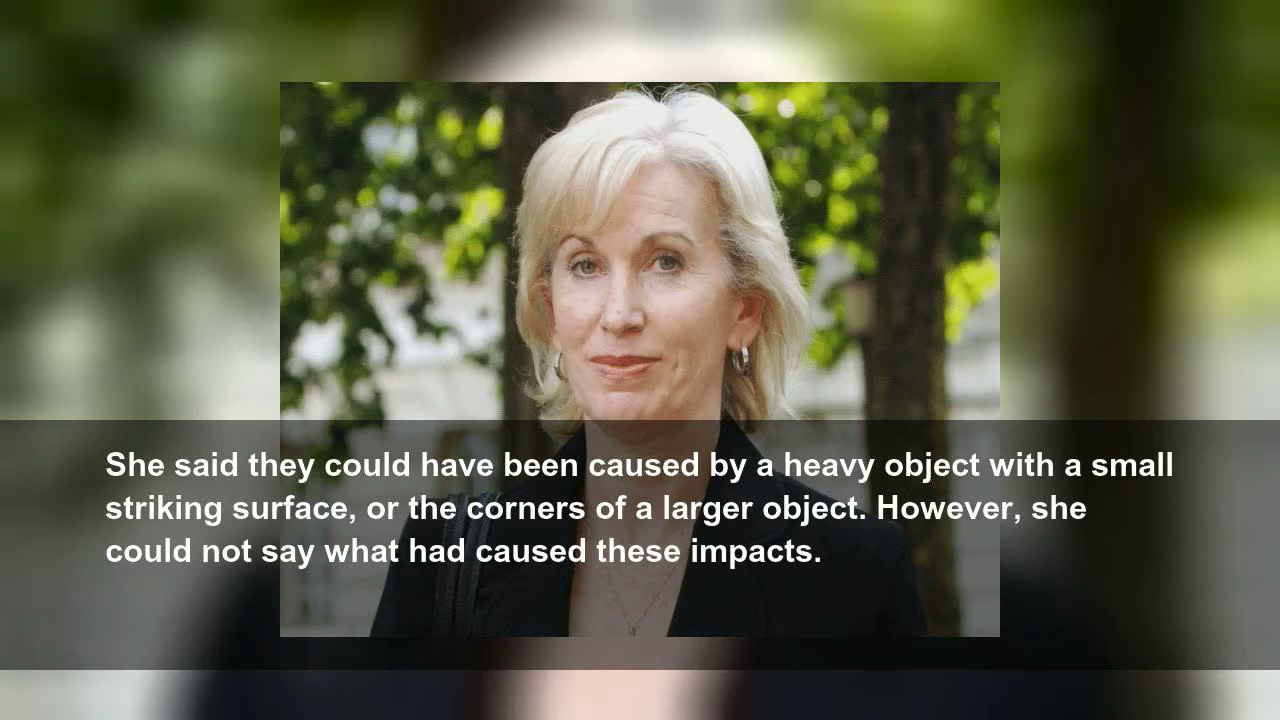 She said they could have been caused by a heavy object with a small
striking surface, or the corners of a larger object. However, she
could not say what had caused these impacts.